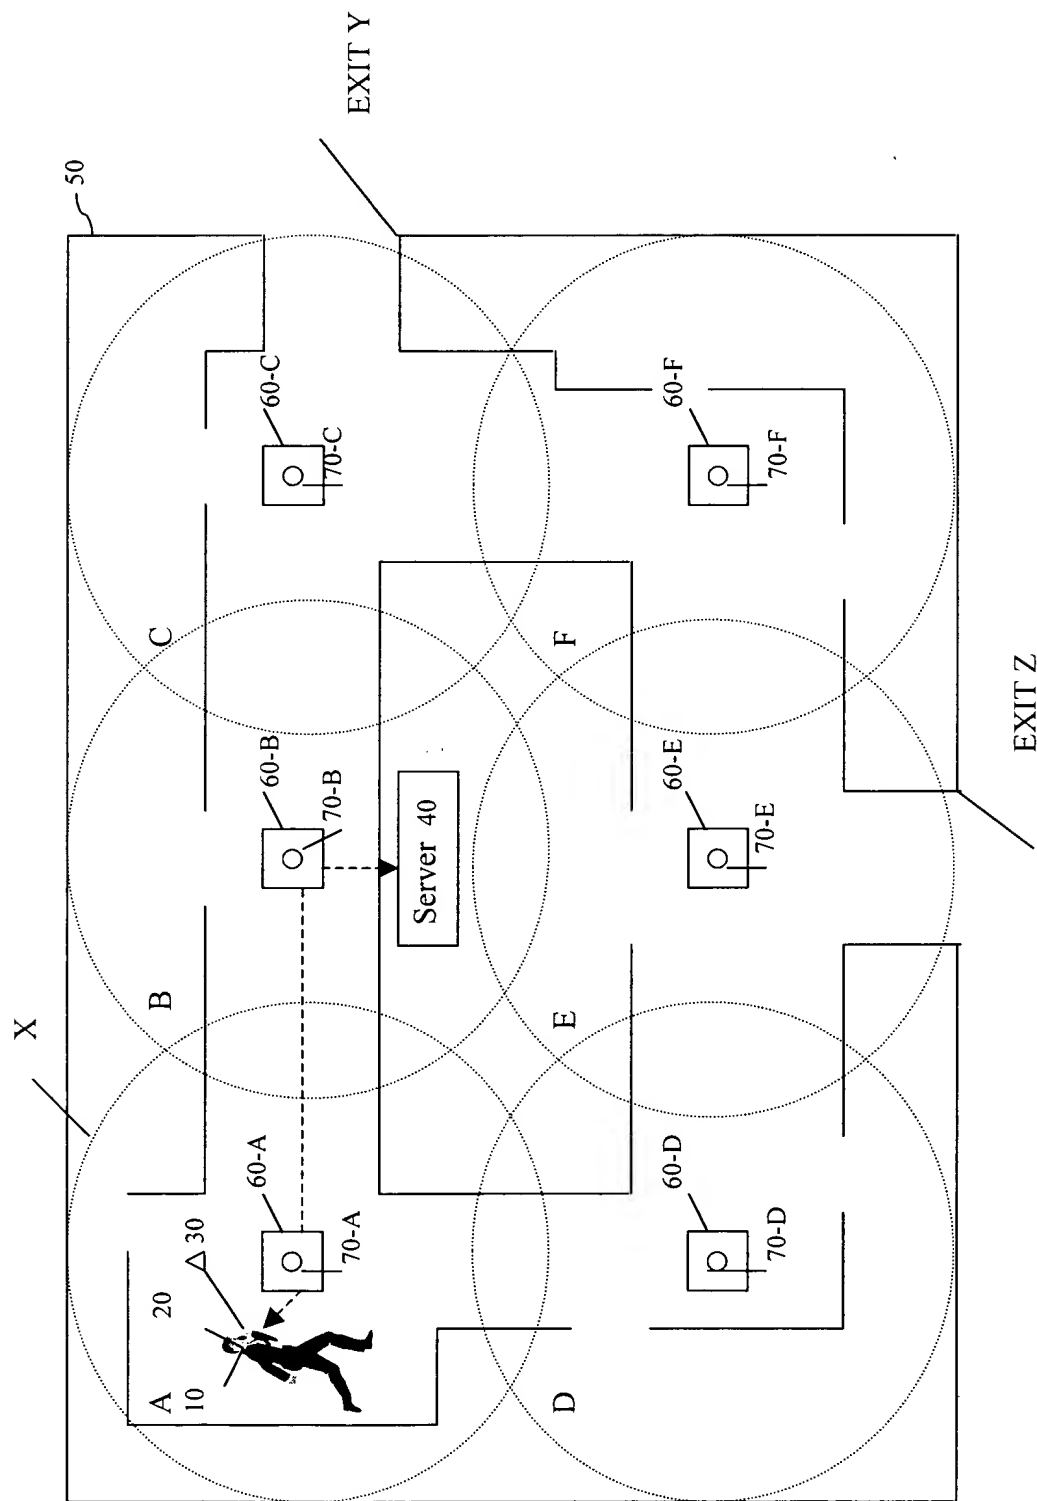 X
50
A
20
B
C
10
30
60-A
60-B
60-C
70-A
70-B
70-C
EXIT Y
Server 40
D
E
F
60-D
60-E
60-F
70-D
70-E
70-F
EXIT Z